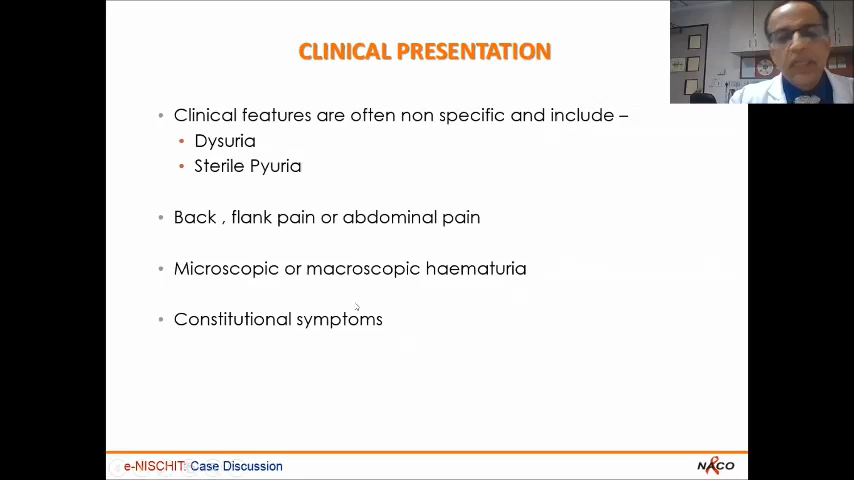 CLINICAL PRESENTATION
Clinical features are often non specific and include –
Dysuria
Sterile Pyuria
Back , flank pain or abdominal pain
Microscopic or macroscopic haematuria
Constitutional symptoms
e-NISCHIT: Case Discussion
NACO